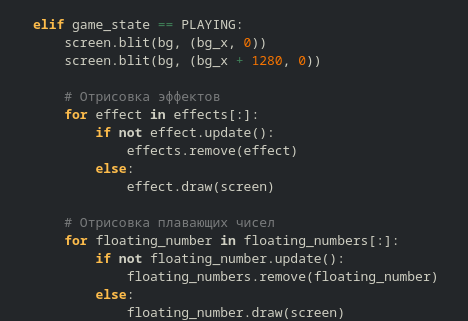 elif game_state == PLAYING:
    screen.blit(bg, (bg_x, 0))
    screen.blit(bg, (bg_x + 1280, 0))

    # Отрисовка эффектов
    for effect in effects[:]:
        if not effect.update():
            effects.remove(effect)
        else:
            effect.draw(screen)

    # Отрисовка плавающих чисел
    for floating_number in floating_numbers[:]:
        if not floating_number.update():
            floating_numbers.remove(floating_number)
        else:
            floating_number.draw(screen)